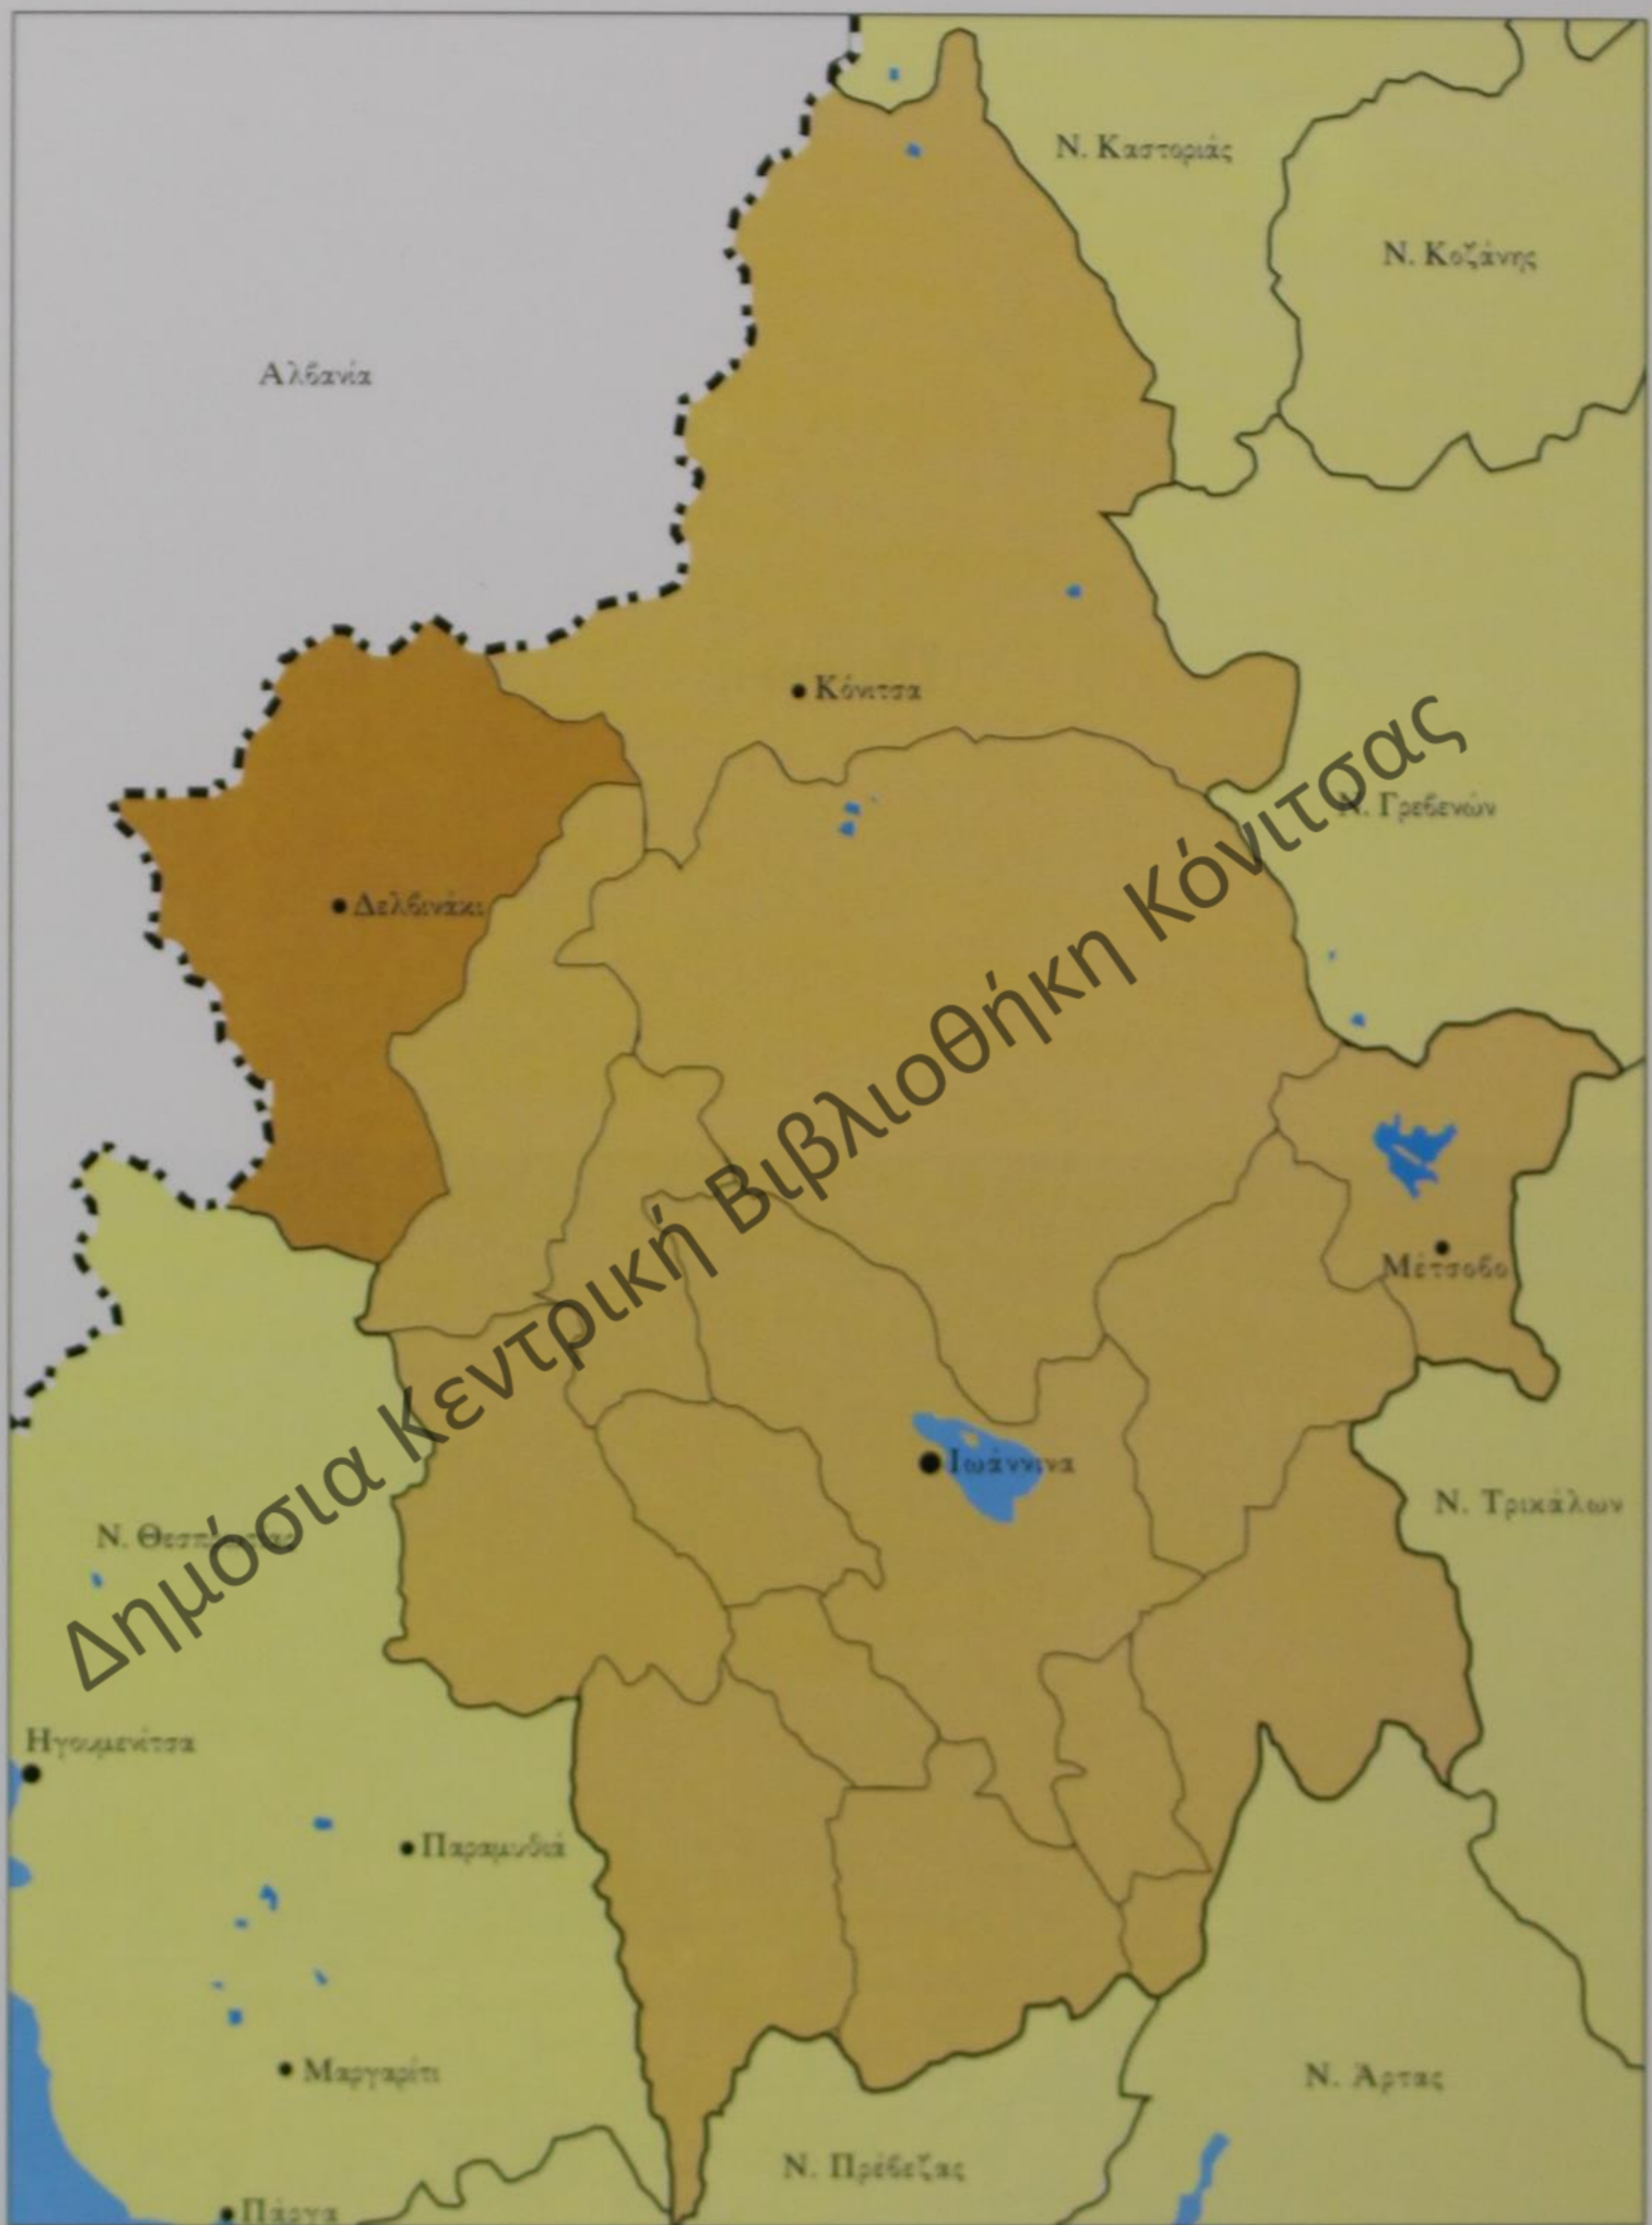 Ν. Καστοριάς
Ν. Κοζάνης
Αλβανία
Κόνιτσα
Ν. Γρεβενών
Δελβινάκι
Μέτσοβο
Ιωάννινα
Ν. Τρικάλων
Ν. Θεσπρωτίας
Ηγουμενίτσα
Παραμυθιά
Μαργαρίτι
Ν. Άρτας
Ν. Πρέβεζας
Πάργα
Δημόσια Κεντρική Βιβλιοθήκη Κόνιτσας